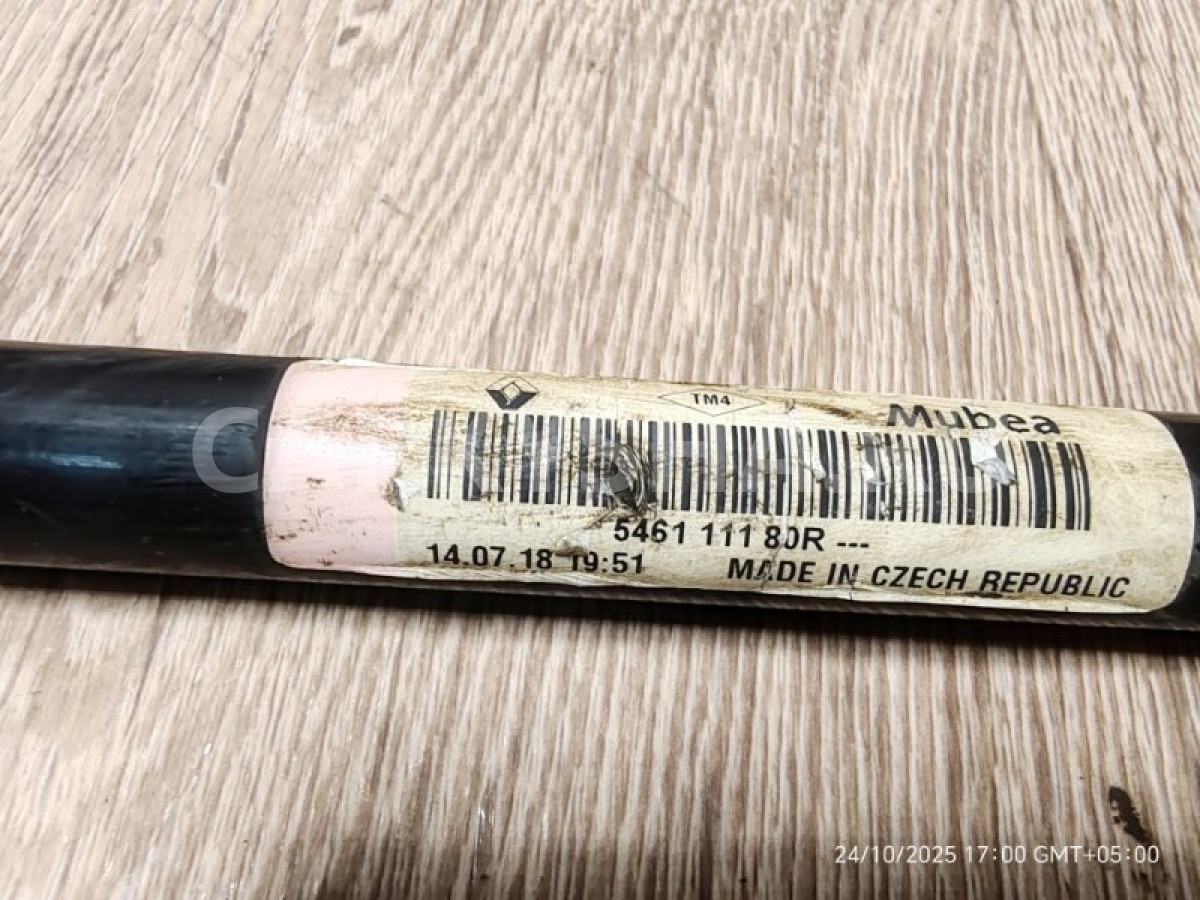 TM4
Mubea
5461 111 80R ---
14.07.18 19:51
MADE IN CZECH REPUBLIC
24/10/2025 17:00 GMT+05:00